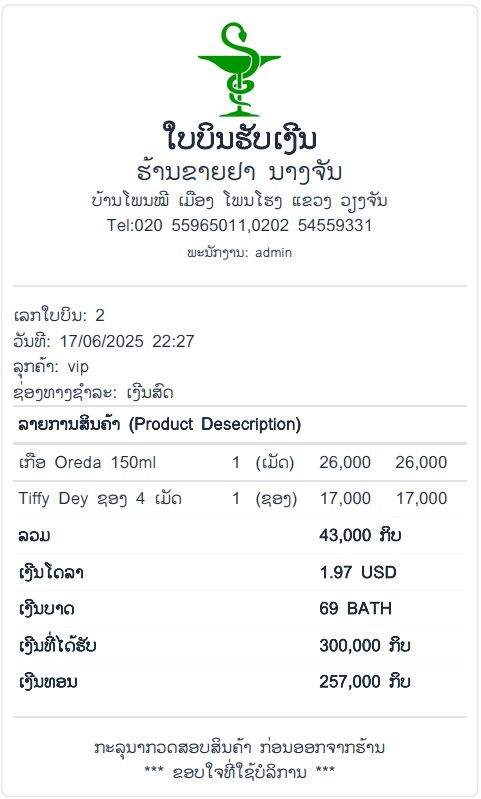 ໃບບິນຮັບເງິນ
ຮ້ານຂາຍຢາ ນາງຈັນ
ບ້ານໂພນໝີ ເມືອງ ໂພນໂຮງ ແຂວງ ວຽງຈັນ
Tel:020 55965011,0202 54559331
ພະນັກງານ: admin
ເລກໃບບິນ: 2
ວັນທີ: 17/06/2025 22:27
ລູກຄ້າ: vip
ຊ່ອງທາງຊຳລະ: ເງິນສົດ
ລາຍການສິນຄ້າ (Product Desecription)
ເກືອ Oreda 150ml 1 (ເມັດ) 26,000 26,000
Tiffy Dey ຊອງ 4 ເມັດ 1 (ຊອງ) 17,000 17,000
ລວມ 43,000 ກີບ
ເງິນໂດລາ 1.97 USD
ເງິນບາດ 69 BATH
ເງິນທີ່ໄດ້ຮັບ 300,000 ກີບ
ເງິນທອນ 257,000 ກີບ
ກະລຸນາກວດສອບສິນຄ້າ ກ່ອນອອກຈາກຮ້ານ
*** ຂອບໃຈທີ່ໃຊ້ບໍລິການ ***